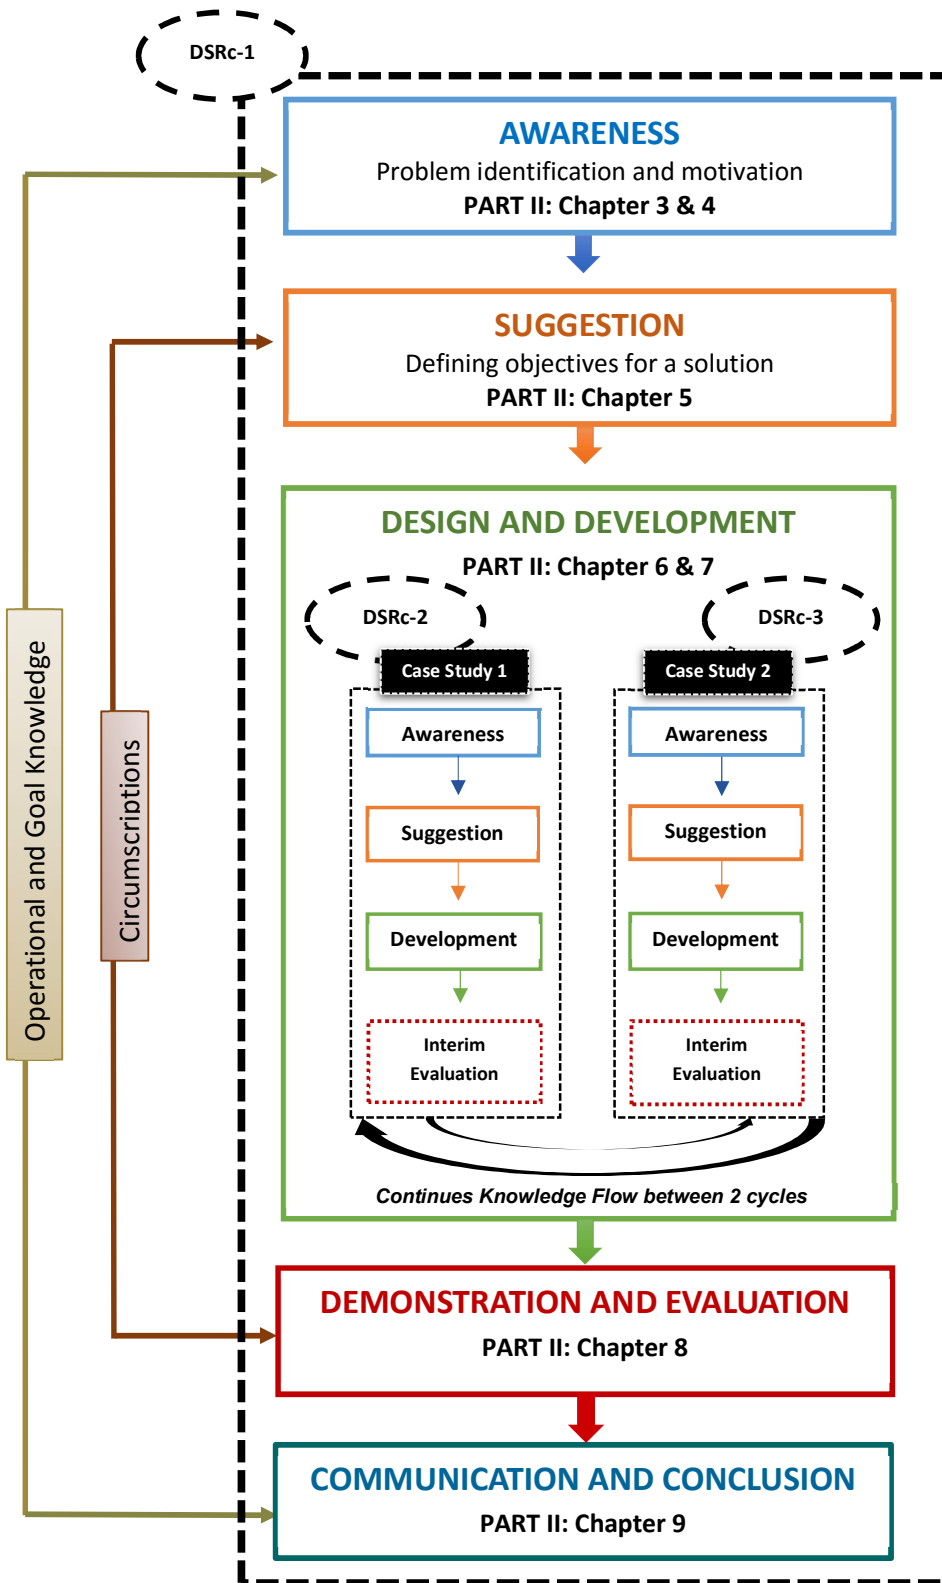 DSRc-1
AWARENESS
Problem identification and motivation
PART II: Chapter 3 & 4
SUGGESTION
Defining objectives for a solution
PART II: Chapter 5
DESIGN AND DEVELOPMENT
PART II: Chapter 6 & 7
DSRc-2
DSRc-3
Case Study 1
Case Study 2
Awareness
Awareness
Suggestion
Suggestion
Development
Development
Interim
Evaluation
Interim
Evaluation
Continues Knowledge Flow between 2 cycles
DEMONSTRATION AND EVALUATION
PART II: Chapter 8
COMMUNICATION AND CONCLUSION
PART II: Chapter 9
Operational and Goal Knowledge
Circumscriptions